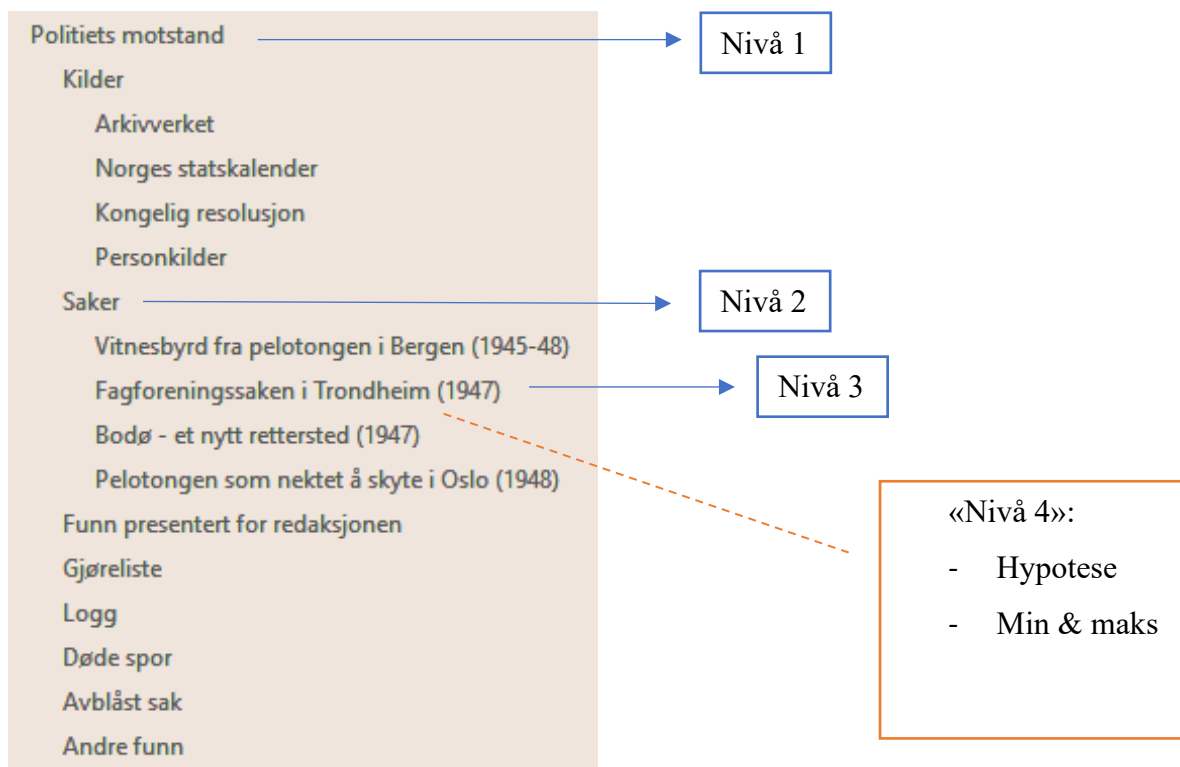 Politiets motstand
Nivå 1
Kilder
Arkivverket
Norges statskalender
Kongelig resolusjon
Personkilder
Saker
Nivå 2
Vitnesbyrd fra pelotongen i Bergen (1945-48)
Fagforeningssaken i Trondheim (1947)
Nivå 3
Bodø - et nytt rettersted (1947)
Pelotongen som nektet å skyte i Oslo (1948)
Funn presentert for redaksjonen
Gjøreliste
Logg
Døde spor
Avblåst sak
Andre funn
«Nivå 4»:
- Hypotese
- Min & maks